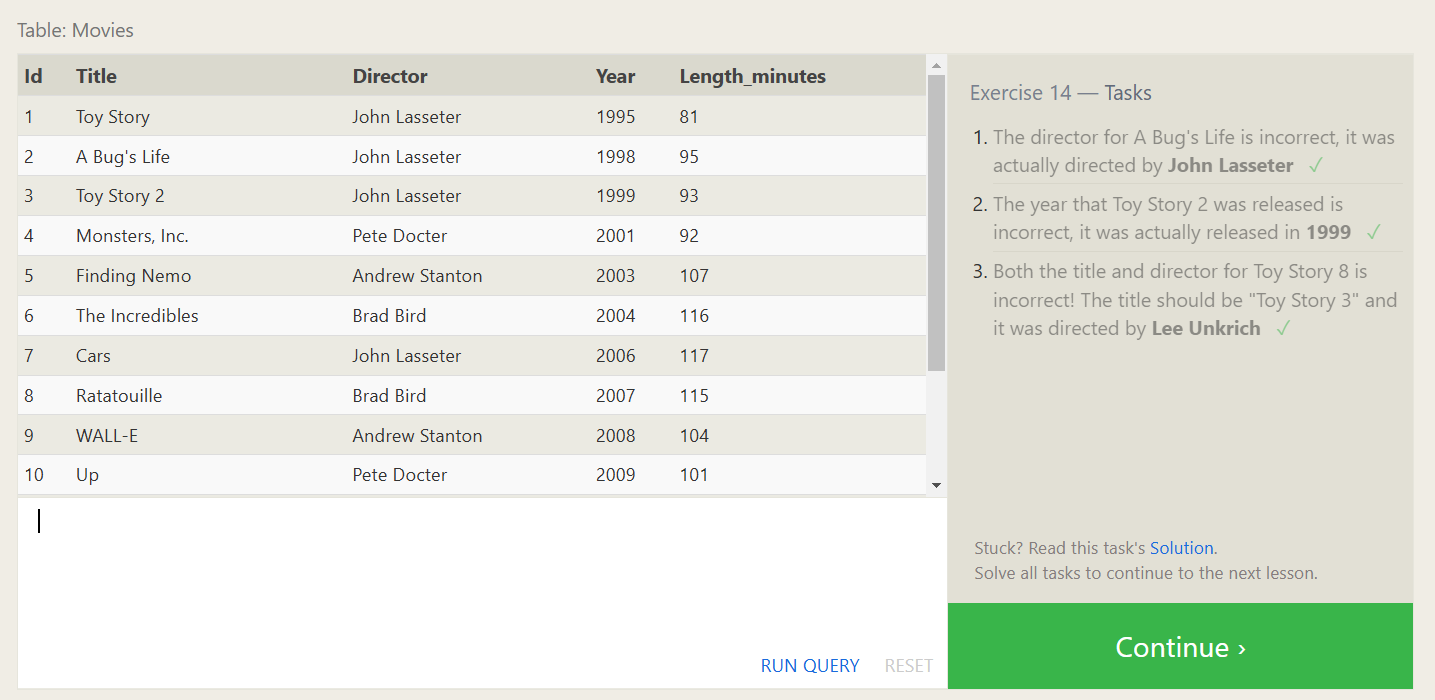 Table: Movies
Id Title Director Year Length_minutes
1 Toy Story John Lasseter 1995 81
2 A Bug's Life John Lasseter 1998 95
3 Toy Story 2 John Lasseter 1999 93
4 Monsters, Inc. Pete Docter 2001 92
5 Finding Nemo Andrew Stanton 2003 107
6 The Incredibles Brad Bird 2004 116
7 Cars John Lasseter 2006 117
8 Ratatouille Brad Bird 2007 115
9 WALL-E Andrew Stanton 2008 104
10 Up Pete Docter 2009 101
RUN QUERY RESET
Exercise 14 — Tasks
1. The director for A Bug's Life is incorrect, it was
actually directed by John Lasseter ✓
2. The year that Toy Story 2 was released is
incorrect, it was actually released in 1999 ✓
3. Both the title and director for Toy Story 8 is
incorrect! The title should be "Toy Story 3" and
it was directed by Lee Unkrich ✓
Stuck? Read this task's Solution.
Solve all tasks to continue to the next lesson.
Continue ›